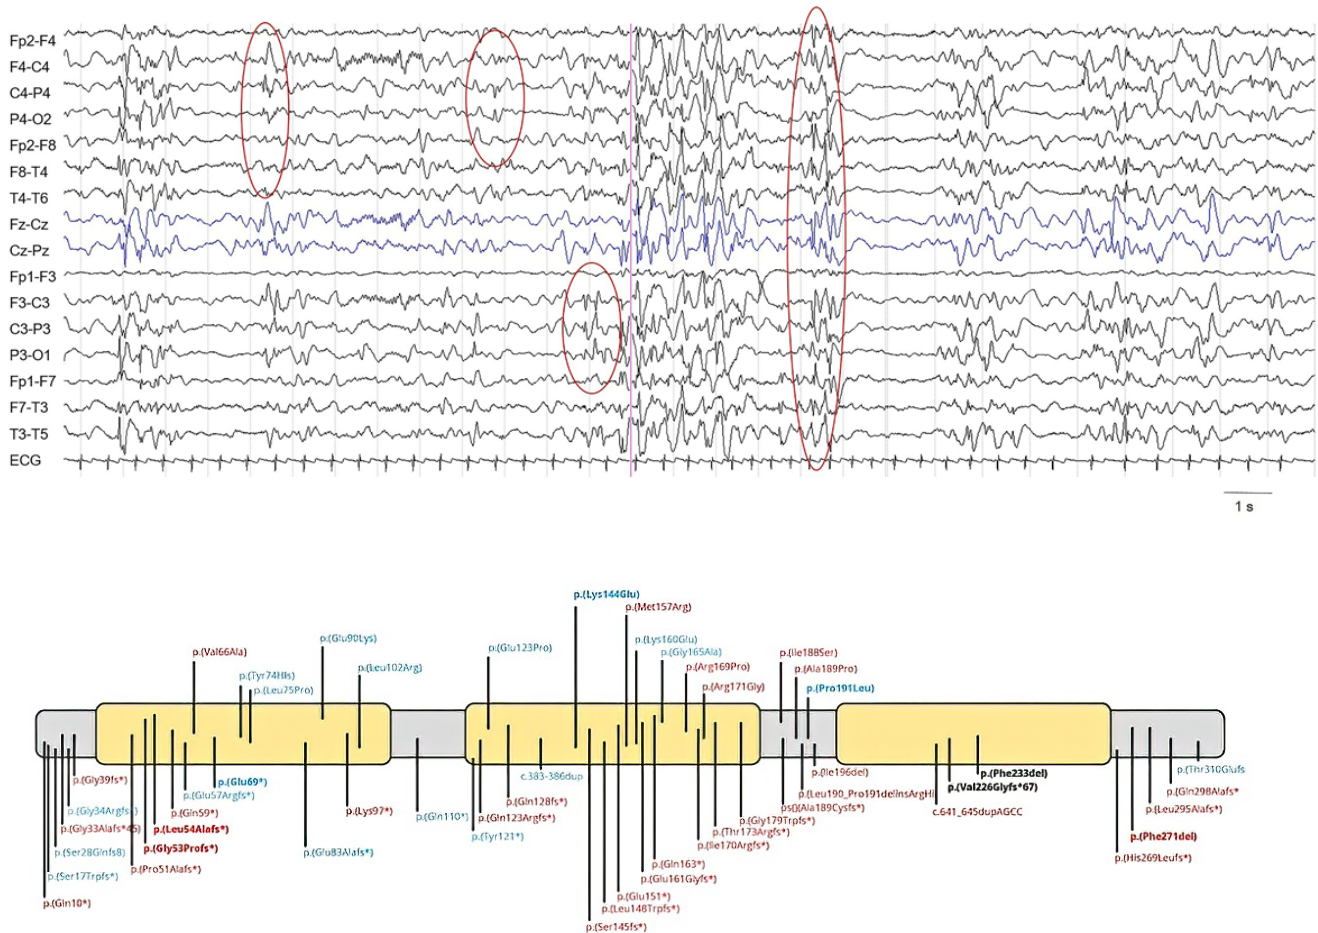 Fp2-F4
F4-C4
C4-P4
P4-O2
Fp2-F8
F8-T4
T4-T6
Fz-Cz
Cz-Pz
Fp1-F3
F3-C3
C3-P3
P3-O1
Fp1-F7
F7-T3
T3-T5
ECG
1 s
p.(Lys144Glu)
p.(Met157Arg)
p.(Glu90Lys)
p.(Lys160Glu)
p.(Val66Ala)
p.(Glu123Pro)
p.(Gly165Ala)
p.(Ile188Ser)
p.(Leu102Arg)
p.(Arg169Pro)
p.(Ala189Pro)
p.(Tyr74His)
p.(Leu75Pro)
p.(Arg171Gly)
p.(Pro191Leu)
p.(Gly39fs*)
p.(Glu69*)
c.383-386dup
p.(Ile196del)
p.(Phe233del)
p.(Thr310Glufs
p.(Glu57Argfs*)
p.(Val226Glyfs*67)
p.(Gln298Alafs*
p.(Leu190_Pro191delinsArgHi
p.(Gly34Argfs
p.(Gln59*)
p.(Lys97*)
p.(Gln128fs*)
ps()(Ala189Cysfs*)
c.641_645dupAGCC
p.(Leu295Alafs*
p.(Gln110*)
p.(Gln123Argfs*)
p.(Gly179Trpfs*)
p.(Gly33Alafs*45)
p.(Leu54Alafs*)
p.(Tyr121*)
p.(Thr173Argfs*)
p.(Phe271del)
p.(Ser28Glnfs8)
p.(Gly53Profs*)
p.(Glu83Alafs*)
p.(Ile170Argfs*)
p.(His269Leufs*)
p.(Ser17Trpfs*)
p.(Pro51Alafs*)
p.(Gln163*)
p.(Glu161Glyfs*)
p.(Gln10*)
p.(Glu151*)
p.(Leu148Trpfs*)
p.(Ser145fs*)